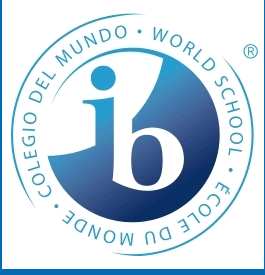 COLEGIO DEL MUNDO · WORLD SCHOOL · ÉCOLE DU MONDE ·
®
ib